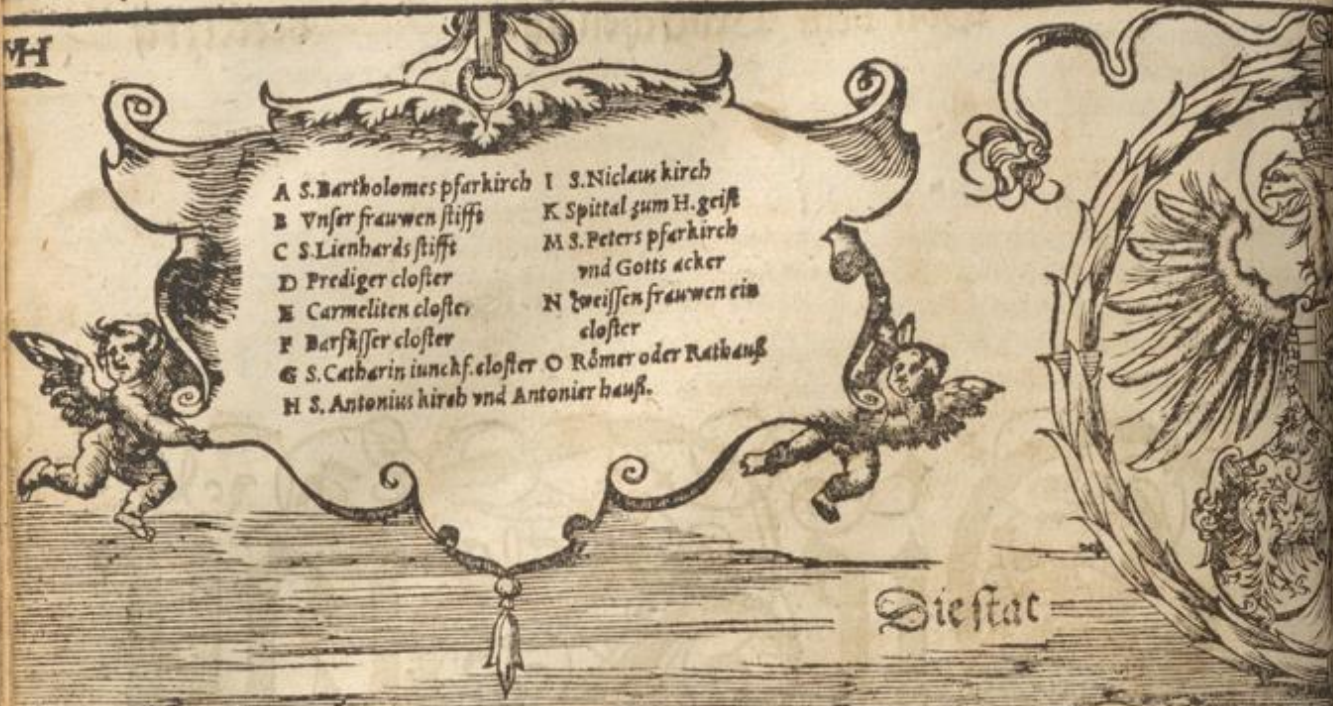 A S. Bartholomes pfarkirch
B Vnser frauwen stifft
C S. Lienhards stifft
D Prediger closter
E Carmeliten closter
F Barfüsser closter
G S. Catharin iunckf. closter
H S. Antonius kirch vnd Antonier hauß.
I S. Niclaus kirch
K Spittal zum H. geist
M S. Peters pfarkirch
vnd Gotts acker
N zweissen frauwen ein
closter
O Römer oder Rathauß
Die stat